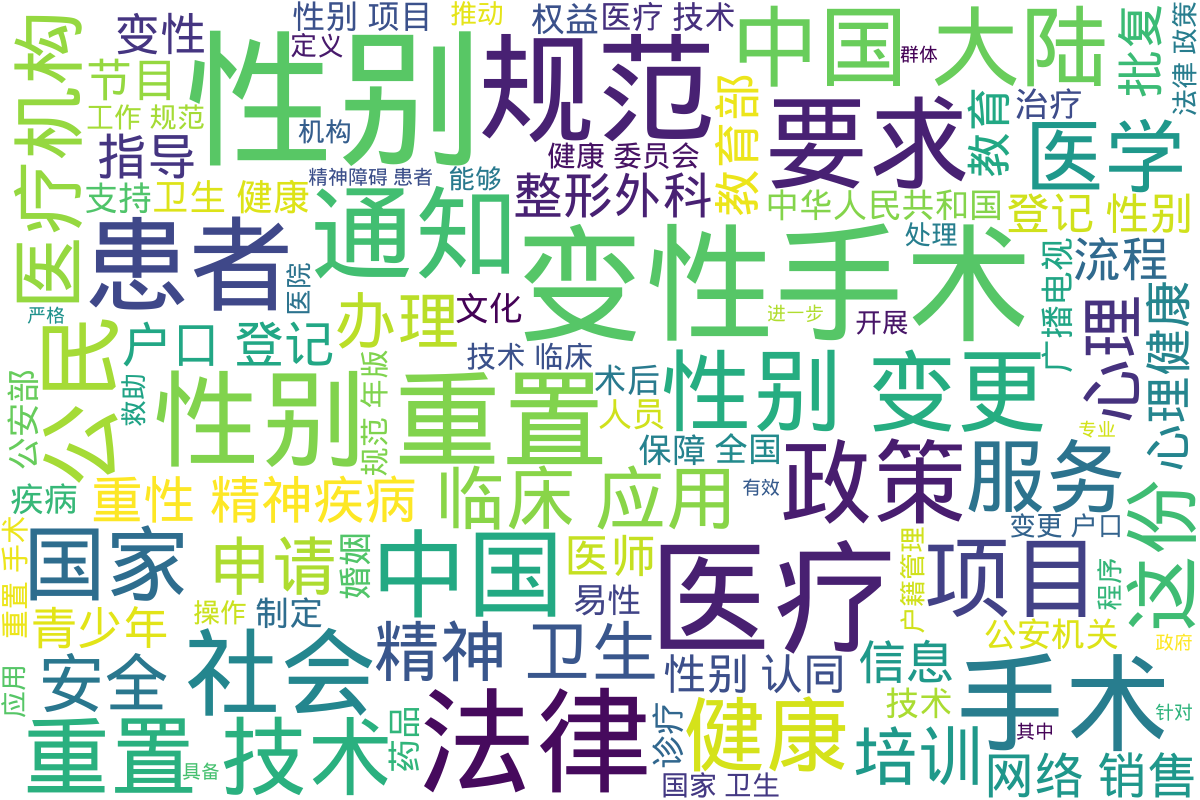 性别 项目
推动
权益
医疗 技术
变性
定义
中国 大陆
群体
批复
法律 政策
医疗机构
节目
性别
规范
教育部
要求
教育
治疗
医学
工作 规范
机构
指导
健康 委员会
精神障碍 患者
能够
支持
卫生 健康
整形外科
中华人民共和国
登记 性别
患者
通知
变性手术
处理
广播电视
流程
医院
严格
办理
文化
进一步
开展
心理
心理健康
公民
户口 登记
技术 临床
规范 年版
术后
性别 变更
公安部
救助
性别 重置
人员
保障 全国
专业
疾病
重性 精神疾病
临床 应用
有效
政策
服务
这份
重置 手术
国家
申请
婚姻
中国
医师
医疗
变更 户口
户籍管理
项目
程序
易性
青少年
操作
制定
公安机关
政府
安全
社会
精神 卫生
性别 认同
信息
手术
应用
技术
针对
重置 技术
具备
药品
法律
诊疗
健康
其中
培训
网络 销售
国家 卫生